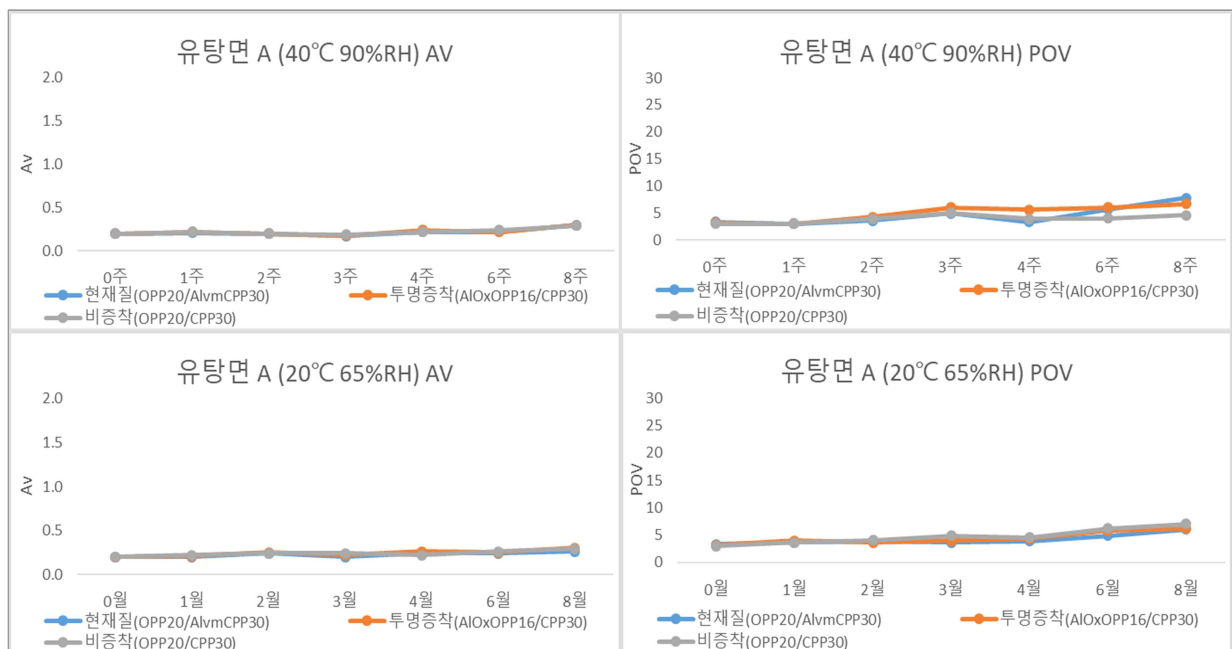 유탕면 A (40℃ 90%RH) AV
2.0
1.5
1.0
0.5
0.0
Av
0주 1주 2주 3주 4주 6주 8주
현재질(OPP20/AlvmCPP30) 투명증착(AlOxOPP16/CPP30)
비증착(OPP20/CPP30)
유탕면 A (40℃ 90%RH) POV
30
25
20
15
10
5
0
POV
0주 1주 2주 3주 4주 6주 8주
현재질(OPP20/AlvmCPP30) 투명증착(AlOxOPP16/CPP30)
비증착(OPP20/CPP30)
유탕면 A (20℃ 65%RH) AV
2.0
1.5
1.0
0.5
0.0
Av
0월 1월 2월 3월 4월 6월 8월
현재질(OPP20/AlvmCPP30) 투명증착(AlOxOPP16/CPP30)
비증착(OPP20/CPP30)
유탕면 A (20℃ 65%RH) POV
30
25
20
15
10
5
0
POV
0월 1월 2월 3월 4월 6월 8월
현재질(OPP20/AlvmCPP30) 투명증착(AlOxOPP16/CPP30)
비증착(OPP20/CPP30)